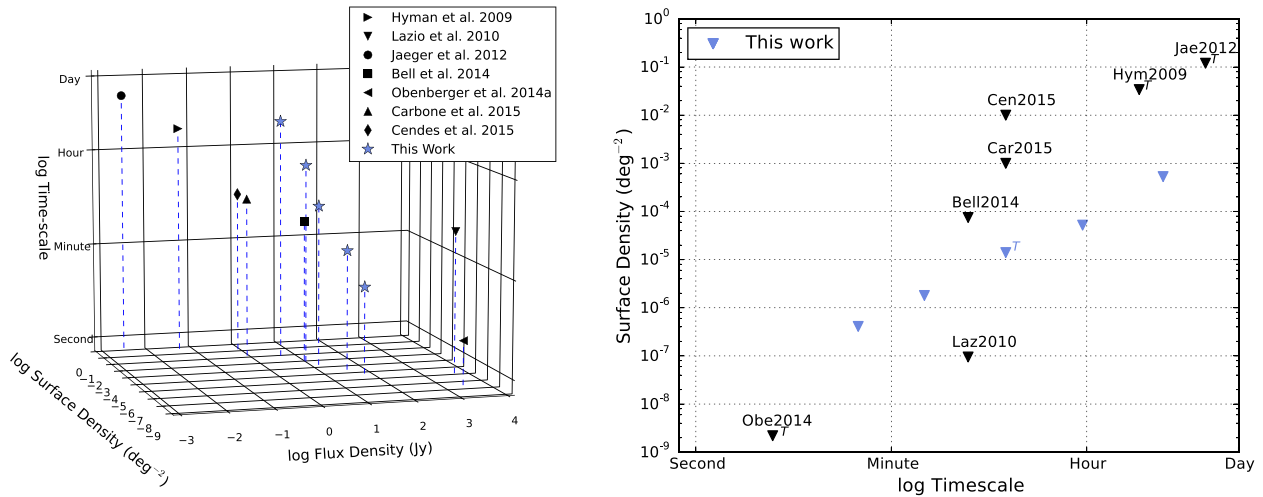 Hyman et al. 2009
Lazio et al. 2010
Jaeger et al. 2012
Bell et al. 2014
Obenberger et al. 2014a
Carbone et al. 2015
Cendes et al. 2015
This Work
Day
Hour
Minute
Second
log Time-scale
0
−1
−2
−3
−4
−5
−6
−7
−8
−9
log Surface Density (deg⁻²)
−3
−2
−1
0
1
2
3
4
log Flux Density (Jy)
This work
10⁰
10⁻¹
10⁻²
10⁻³
10⁻⁴
10⁻⁵
10⁻⁶
10⁻⁷
10⁻⁸
10⁻⁹
Surface Density (deg⁻²)
Jae2012
T
Hym2009
T
Cen2015
Car2015
Bell2014
T
Laz2010
Obe2014
T
Second
Minute
Hour
Day
log Timescale